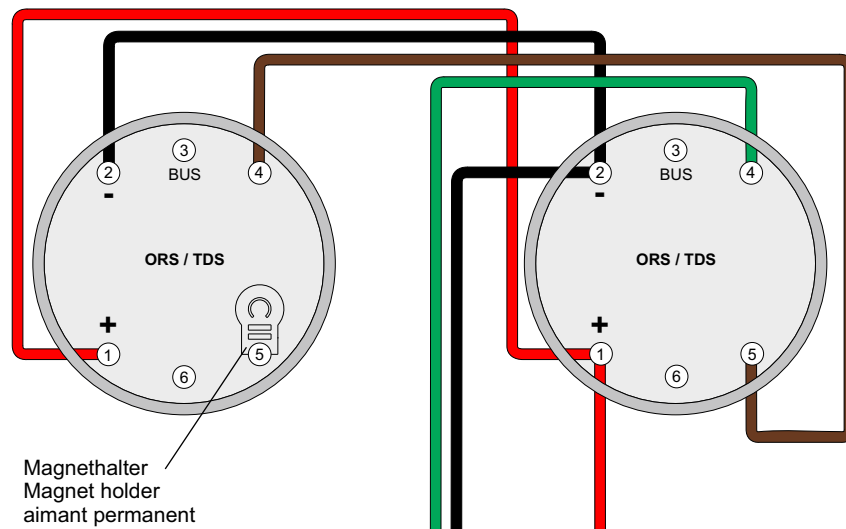 3
2
BUS
4
-
ORS / TDS
+
1
5
6
3
2
BUS
4
-
ORS / TDS
+
1
5
6
Magnethalter
Magnet holder
aimant permanent